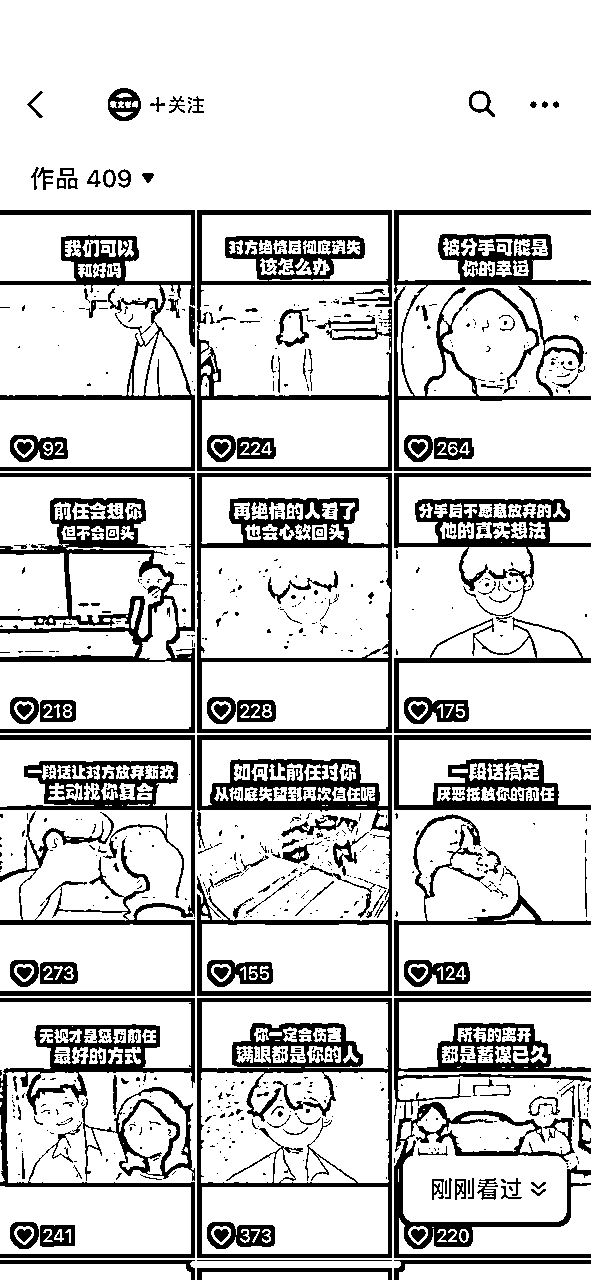 +关注
作品 409
我们可以
和好吗
对方绝情后彻底消失
该怎么办
被分手可能是
你的幸运
92
224
264
前任会想你
但不会回头
再绝情的人看了
也会心软回头
分手后不愿意放弃的人
他的真实想法
218
228
175
一段话让对方放弃新欢
主动找你复合
如何让前任对你
从彻底失望到再次信任呢
一段话搞定
厌恶抵触你的前任
273
155
124
无视才是惩罚前任
最好的方式
你一定会伤害
满眼都是你的人
所有的离开
都是蓄谋已久
刚刚看过
241
373
220